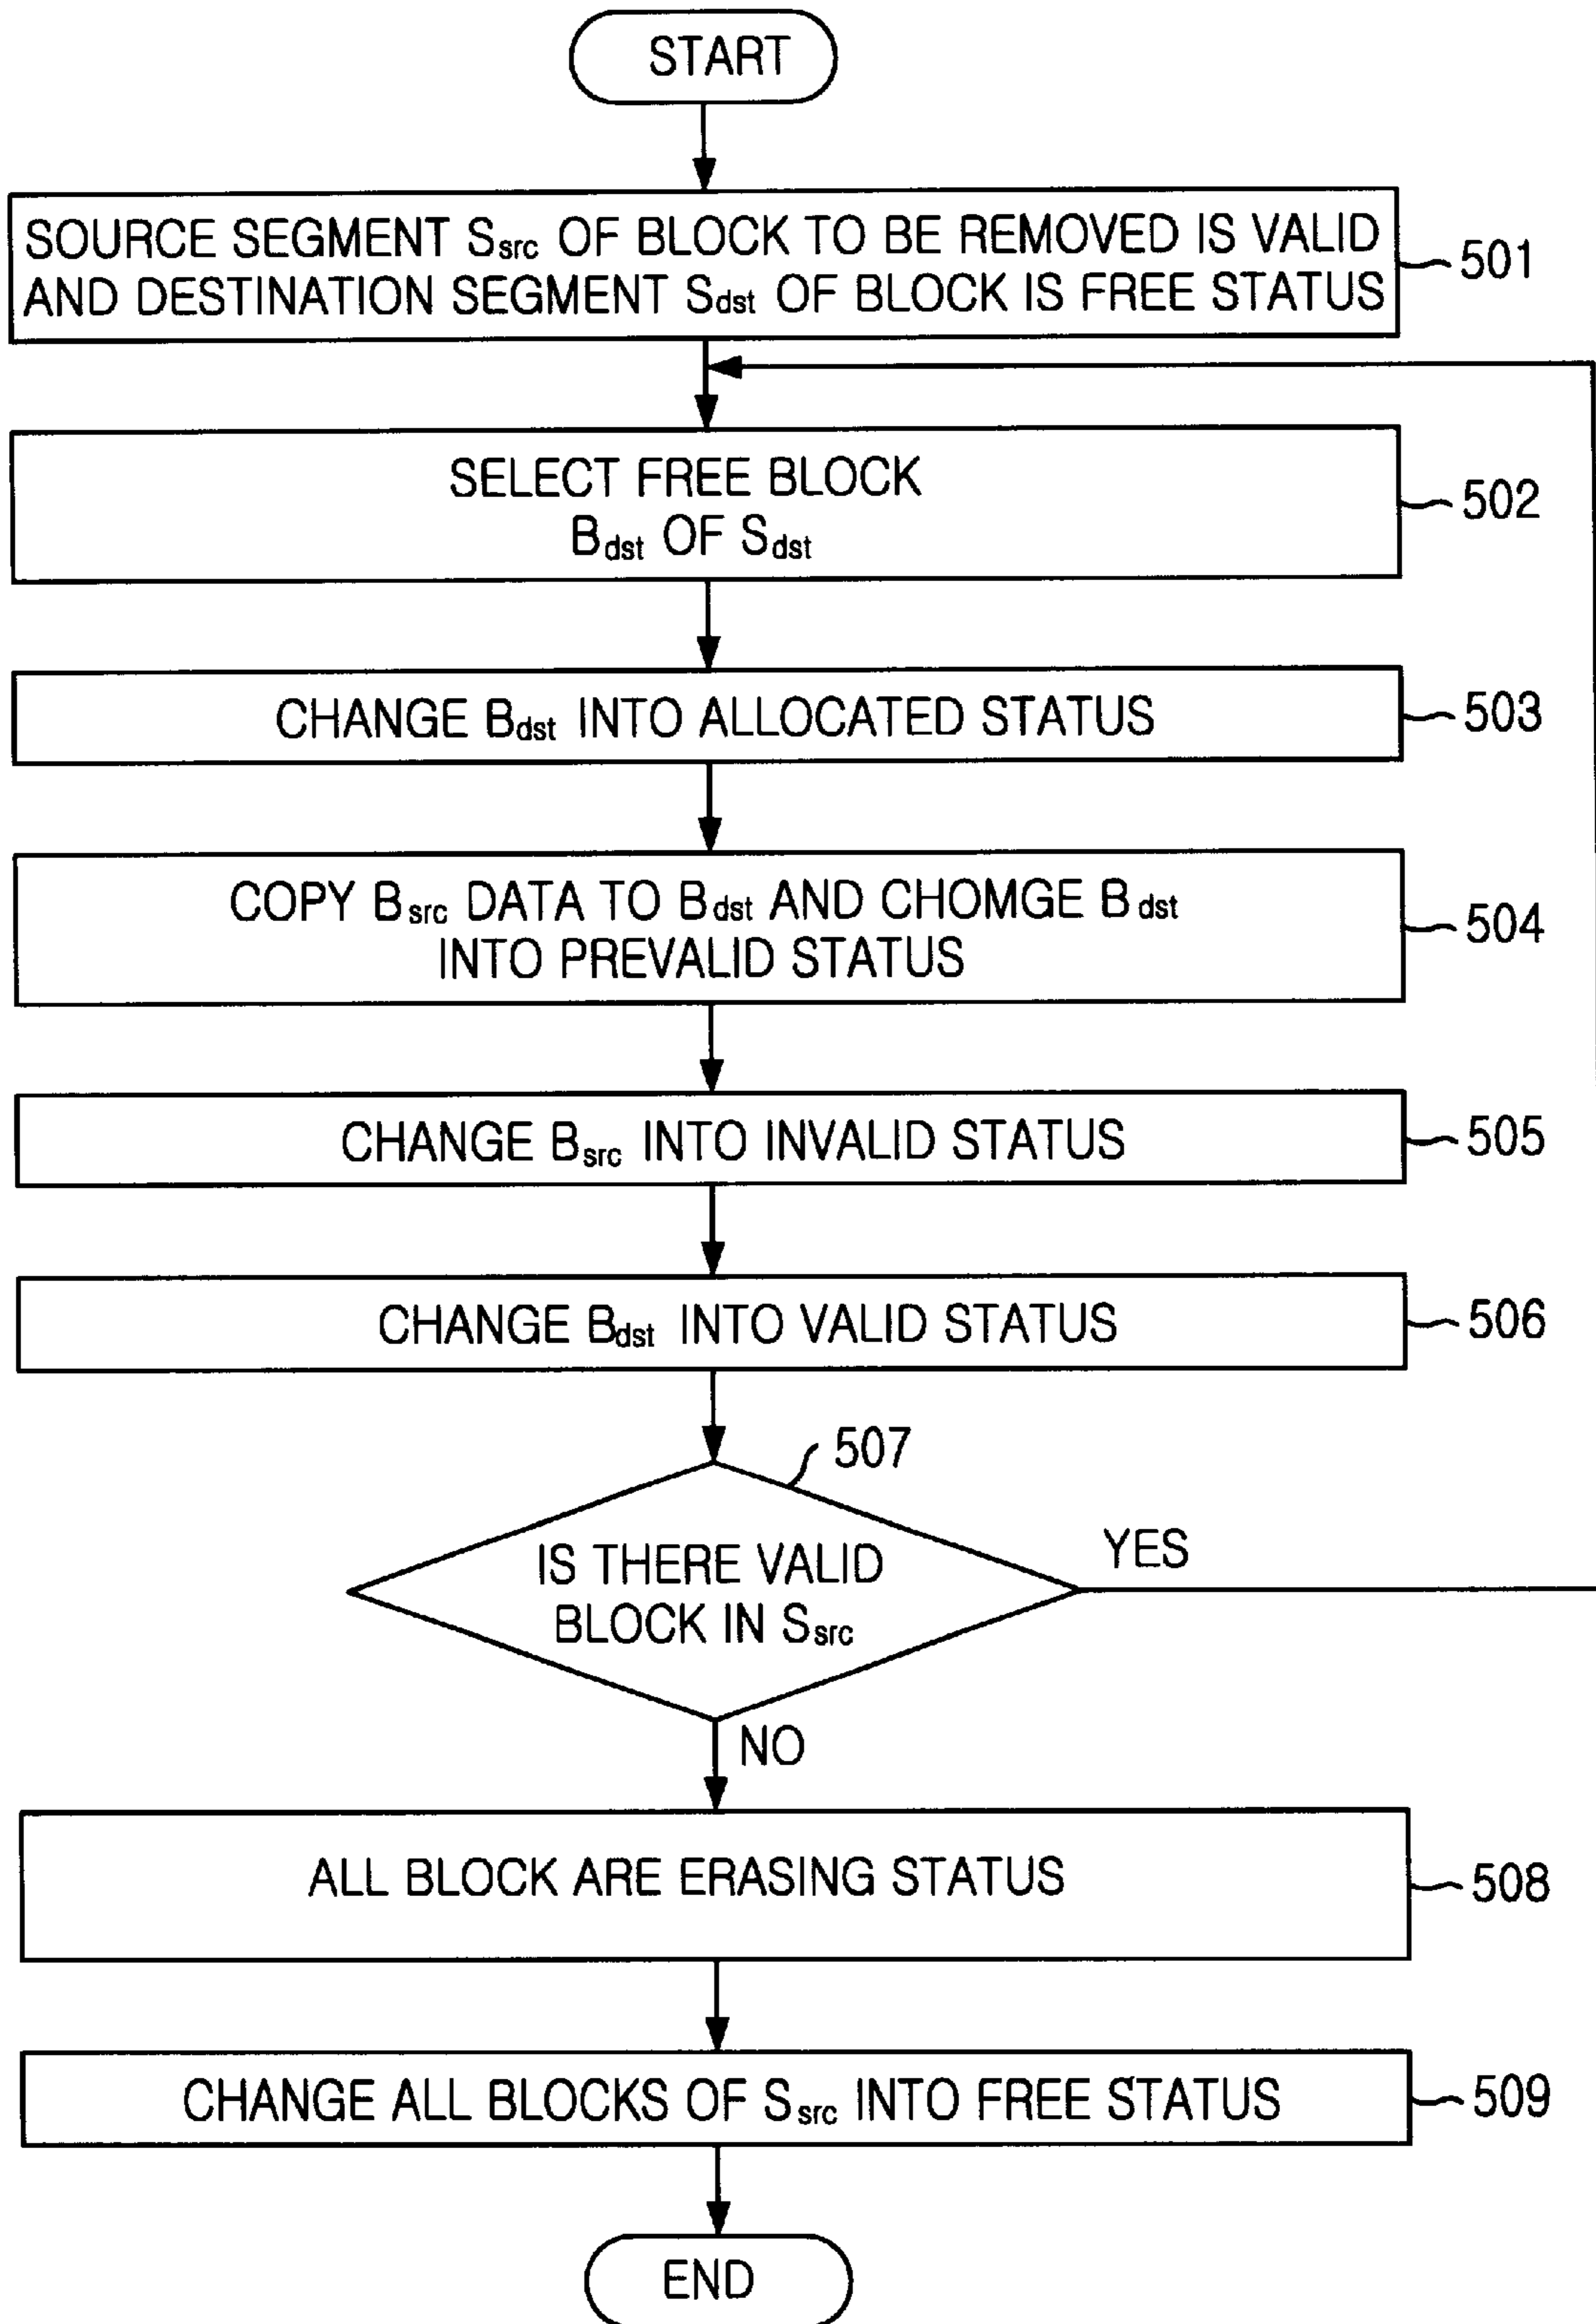 START
SOURCE SEGMENT Ssrc OF BLOCK TO BE REMOVED IS VALID
AND DESTINATION SEGMENT Sdst OF BLOCK IS FREE STATUS
501
SELECT FREE BLOCK
Bdst OF Sdst
502
CHANGE Bdst INTO ALLOCATED STATUS
503
COPY Bsrc DATA TO Bdst AND CHOMGE Bdst
INTO PREVALID STATUS
504
CHANGE Bsrc INTO INVALID STATUS
505
CHANGE Bdst INTO VALID STATUS
506
507
IS THERE VALID
BLOCK IN Ssrc
YES
NO
ALL BLOCK ARE ERASING STATUS
508
CHANGE ALL BLOCKS OF Ssrc INTO FREE STATUS
509
END